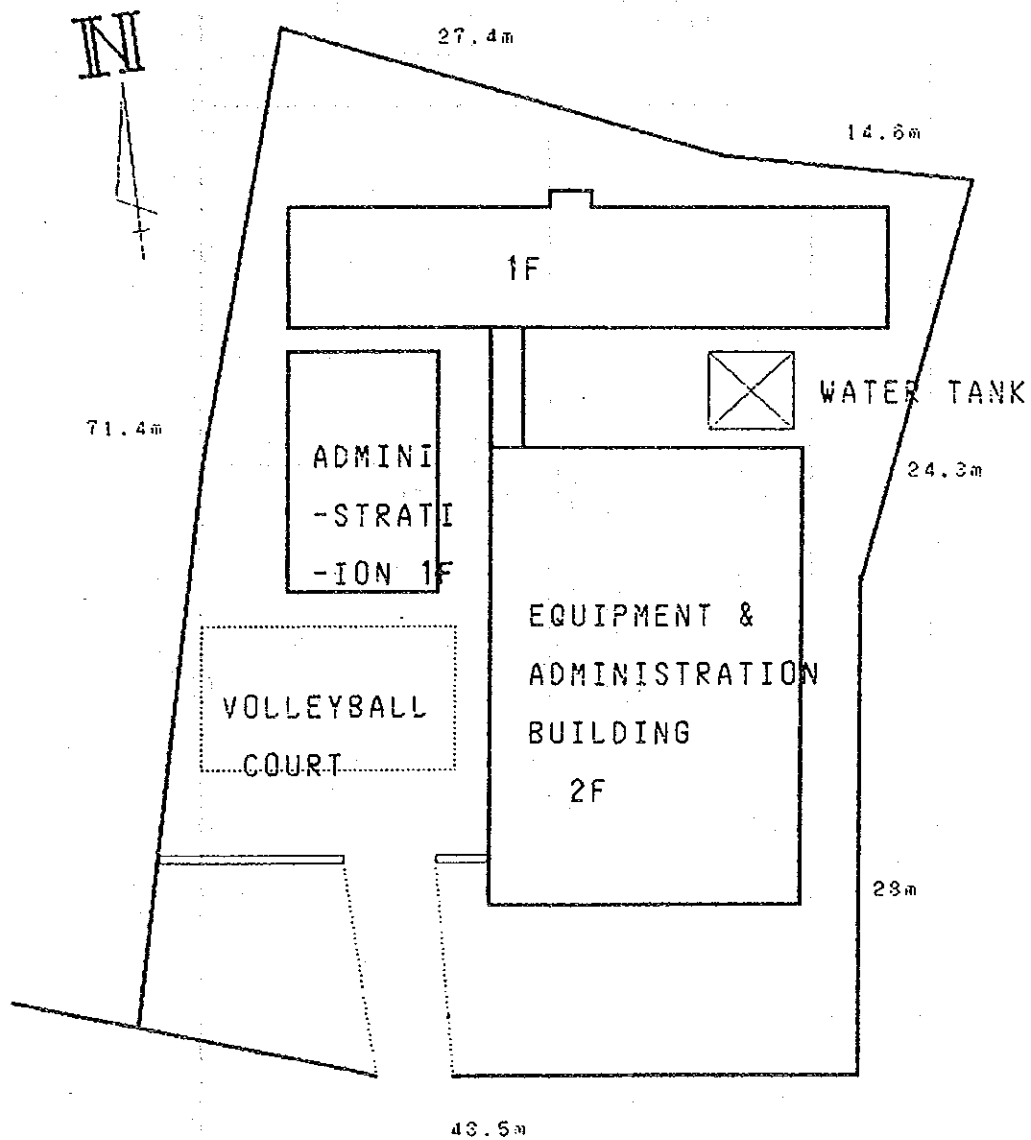 N
27.4m
14.6m
1F
WATER TANK
71.4m
ADMINI
-STRATI
-ION 1F
24.3m
EQUIPMENT &
ADMINISTRATION
BUILDING
2F
VOLLEYBALL
COURT
28m
43.5m